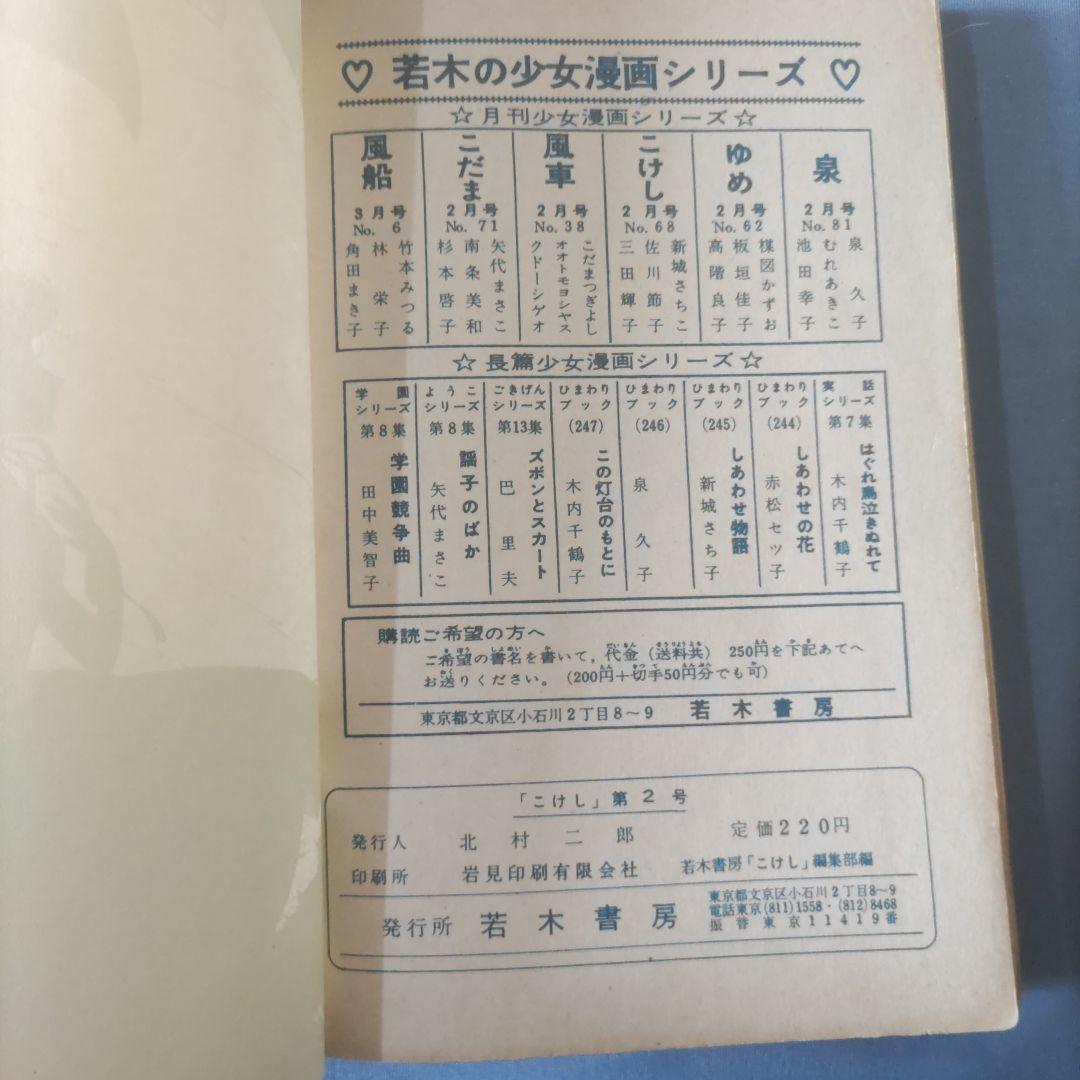 ♡ 若木の少女漫画シリーズ ♡
☆ 月刊少女漫画シリーズ ☆
泉
2月号
No. 81
泉久子
むれあきこ
池田幸子
ゆめ
2月号
No. 62
楳図かずお
板垣佳子
高階良子
こけし
2月号
No. 68
新城さちこ
佐川節子
三田輝子
風車
2月号
No. 38
こだまつぎよし
オオトモヨシヤス
クドーシゲオ
こだま
2月号
No. 71
矢代まさこ
南条美和
杉本啓子
風船
3月号
No. 6
竹本みつる
林栄子
角田まき子
☆ 長篇少女漫画シリーズ ☆
実話
シリーズ
第7集
はぐれ鳥泣きぬれて
木内千鶴子
ひまわり
ブック
(244)
しあわせの花
赤松セツ子
ひまわり
ブック
(245)
しあわせ物語
新城さち子
ひまわり
ブック
(246)
泉久子
ひまわり
ブック
(247)
この灯台のもとに
木内千鶴子
ごきげん
シリーズ
第13集
ズボンとスカート
巴里夫
ようこ
シリーズ
第8集
謡子のばか
矢代まさこ
学園
シリーズ
第8集
学園競争曲
田中美智子
購読ご希望の方へ
ご希望の書名を書いて，代金（送料共） 250円を下記あてへ
お送りください。（200円＋切手50円分でも可）
東京都文京区小石川2丁目8～9 若木書房
「こけし」第2号
発行人 北村二郎 定価220円
印刷所 岩見印刷有限会社 若木書房「こけし」編集部編
発行所 若木書房
東京都文京区小石川2丁目8～9
電話東京(811)1558・(812)8468
振替東京11419番